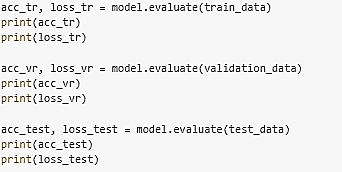 acc_tr, loss_tr = model.evaluate(train_data)
print(acc_tr)
print(loss_tr)
acc_vr, loss_vr = model.evaluate(validation_data)
print(acc_vr)
print(loss_vr)
acc_test, loss_test = model.evaluate(test_data)
print(acc_test)
print(loss_test)